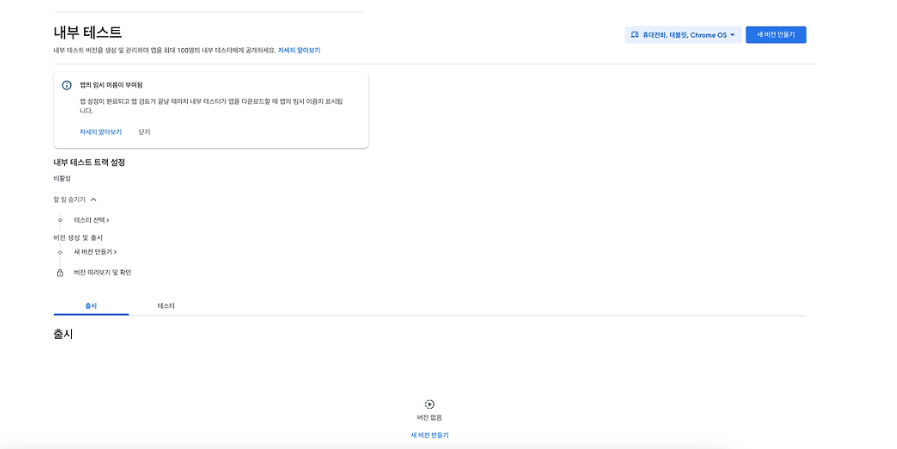 내부 테스트
휴대전화, 태블릿, Chrome OS
새 버전 만들기
내부 테스트 버전을 생성 및 관리하여 앱을 최대 100명의 내부 테스터에게 공개하세요. 자세히 알아보기
앱의 임시 이름이 부여됨
앱 설정이 완료되고 앱 검토가 끝날 때까지 내부 테스터가 앱을 다운로드할 때 앱의 임시 이름이 표시됩
니다.
자세히 알아보기
닫기
내부 테스트 트랙 설정
비활성
할 일 숨기기
테스터 선택
버전 생성 및 출시
새 버전 만들기
버전 미리보기 및 확인
출시
테스터
출시
버전 없음
새 버전 만들기